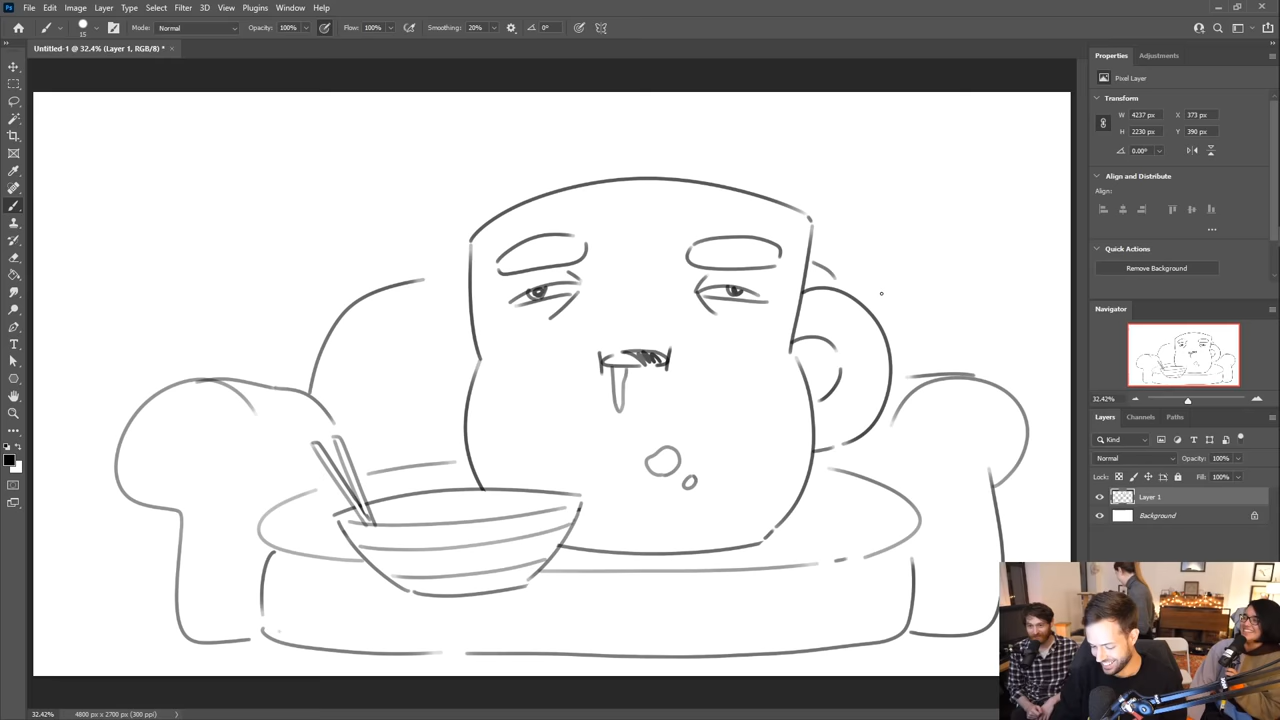 Ps File Edit Image Layer Type Select Filter 3D View Plugins Window Help
15 Mode: Normal Opacity: 100% Flow: 100% Smoothing: 20% 0°
Untitled-1 @ 32.4% (Layer 1, RGB/8) * ×
Properties Adjustments
Pixel Layer
Transform
W 4237 px X 373 px
H 2230 px Y 390 px
0.00°
Align and Distribute
Align:
Quick Actions
Remove Background
Navigator
32.42%
Layers Channels Paths
Kind
Normal Opacity: 100%
Lock: Fill: 100%
Layer 1
Background
32.42% 4800 px x 2700 px (300 ppi)